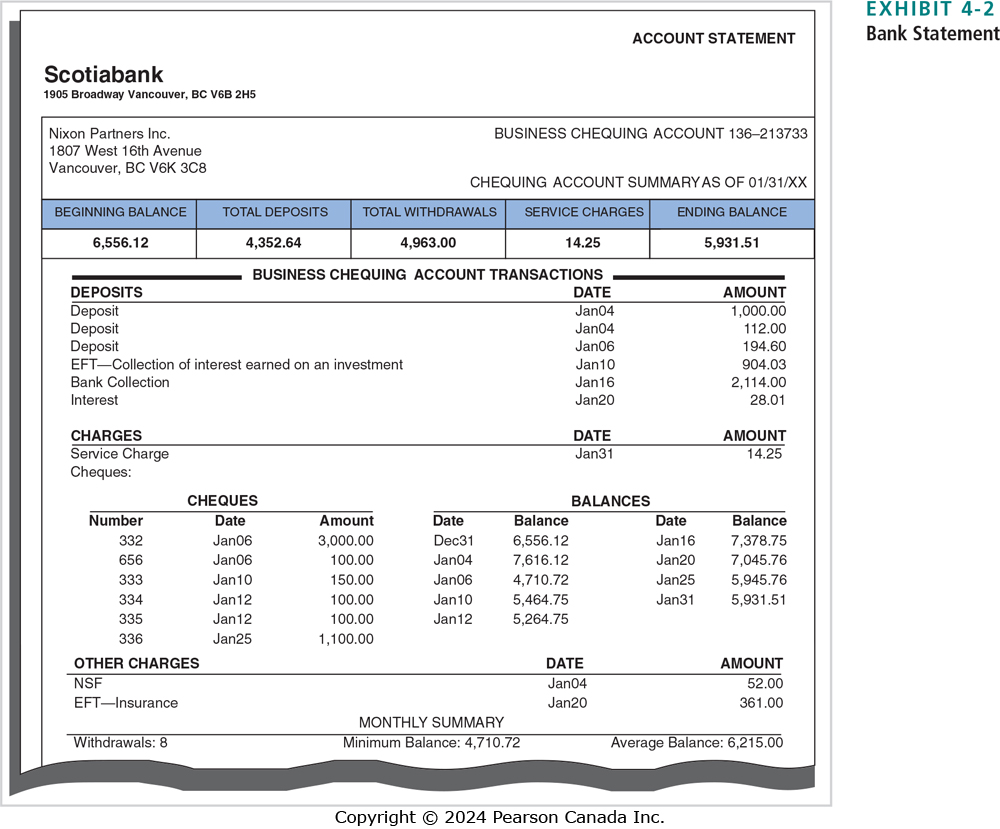 EXHIBIT 4-2
Bank Statement
ACCOUNT STATEMENT
Scotiabank
1905 Broadway Vancouver, BC V6B 2H5
Nixon Partners Inc. BUSINESS CHEQUING ACCOUNT 136–213733
1807 West 16th Avenue
Vancouver, BC V6K 3C8
CHEQUING ACCOUNT SUMMARY AS OF 01/31/XX
BEGINNING BALANCE TOTAL DEPOSITS TOTAL WITHDRAWALS SERVICE CHARGES ENDING BALANCE
6,556.12 4,352.64 4,963.00 14.25 5,931.51
BUSINESS CHEQUING ACCOUNT TRANSACTIONS
DEPOSITS DATE AMOUNT
Deposit Jan04 1,000.00
Deposit Jan04 112.00
Deposit Jan06 194.60
EFT—Collection of interest earned on an investment Jan10 904.03
Bank Collection Jan16 2,114.00
Interest Jan20 28.01
CHARGES DATE AMOUNT
Service Charge Jan31 14.25
Cheques:
CHEQUES BALANCES
Number Date Amount Date Balance Date Balance
332 Jan06 3,000.00 Dec31 6,556.12 Jan16 7,378.75
656 Jan06 100.00 Jan04 7,616.12 Jan20 7,045.76
333 Jan10 150.00 Jan06 4,710.72 Jan25 5,945.76
334 Jan12 100.00 Jan10 5,464.75 Jan31 5,931.51
335 Jan12 100.00 Jan12 5,264.75
336 Jan25 1,100.00
OTHER CHARGES DATE AMOUNT
NSF Jan04 52.00
EFT—Insurance Jan20 361.00
MONTHLY SUMMARY
Withdrawals: 8 Minimum Balance: 4,710.72 Average Balance: 6,215.00
Copyright © 2024 Pearson Canada Inc.